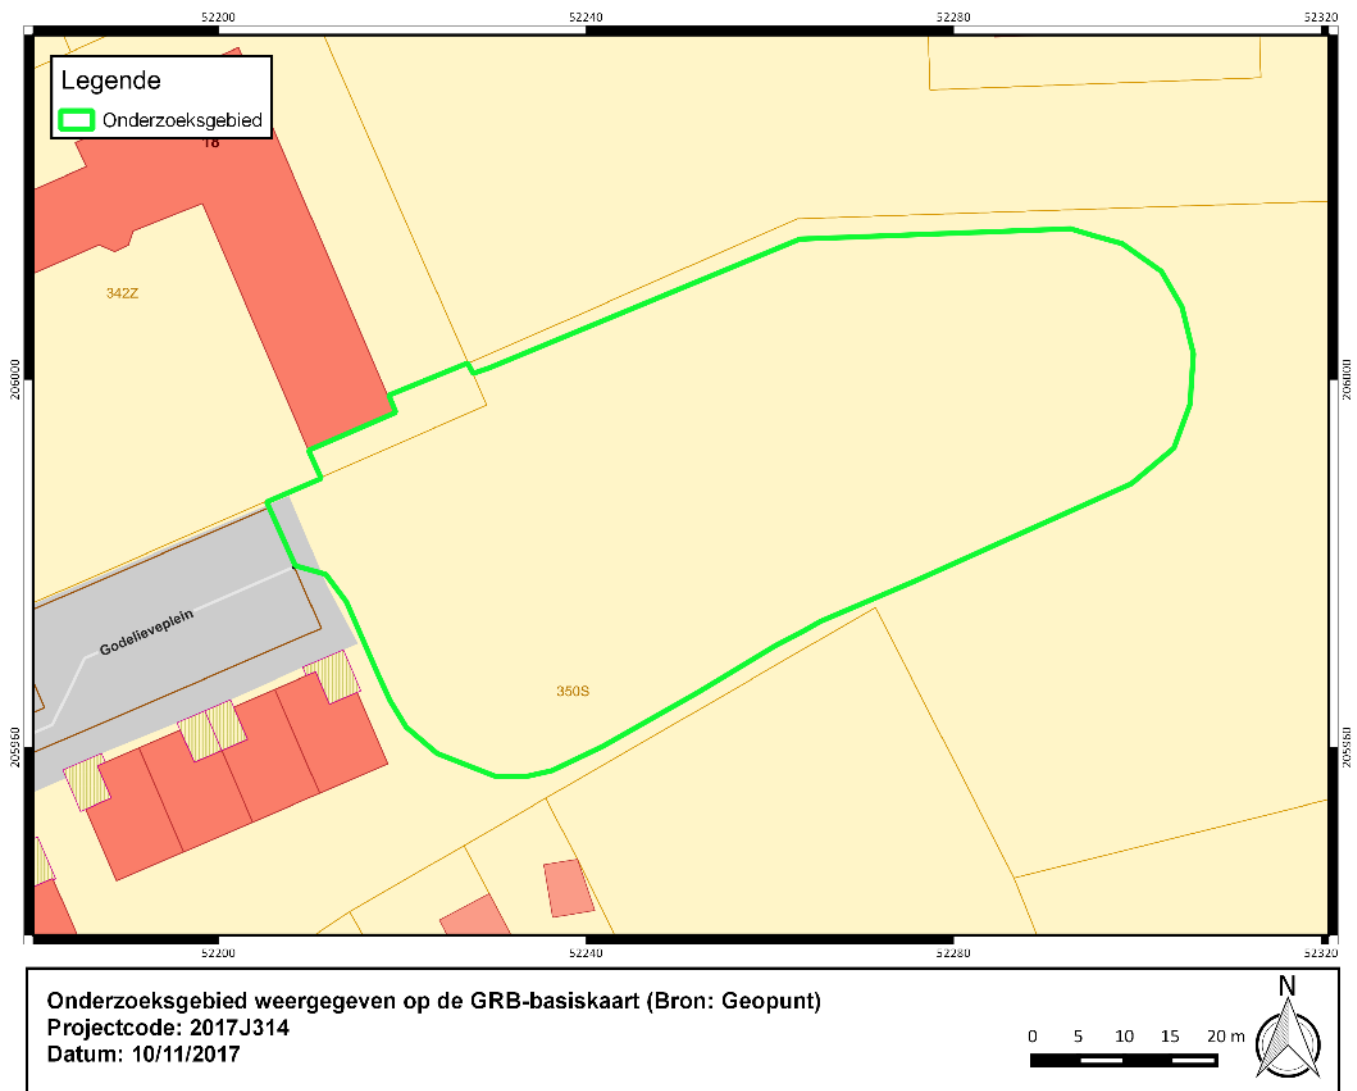 52200 52240 52280 52320
Legende
Onderzoeksgebied
18
342Z
206000 206000
Godelieveplein
350S
205960 205960
52200 52240 52280 52320
Onderzoeksgebied weergegeven op de GRB-basiskaart (Bron: Geopunt)
Projectcode: 2017J314
Datum: 10/11/2017
0 5 10 15 20 m
N